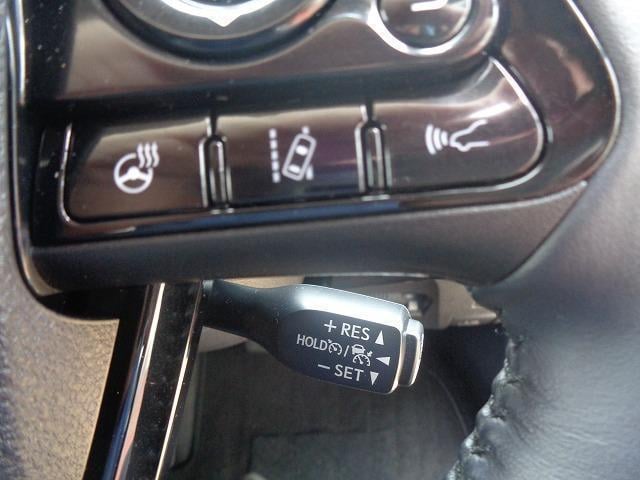 + RES
HOLD /
− SET